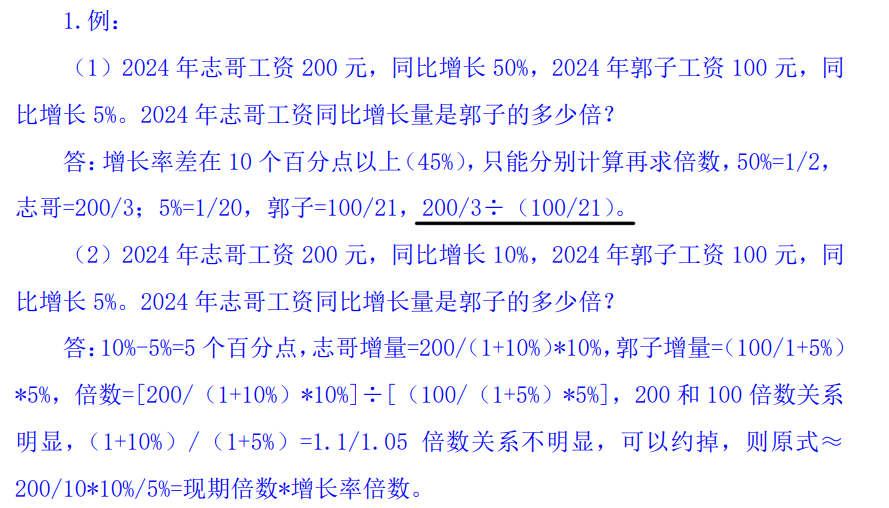 1.例：
（1）2024 年志哥工资 200 元，同比增长 50%，2024 年郭子工资 100 元，同
比增长 5%。2024 年志哥工资同比增长量是郭子的多少倍？
答：增长率差在 10 个百分点以上（45%），只能分别计算再求倍数，50%=1/2，
志哥=200/3；5%=1/20，郭子=100/21，200/3÷（100/21）。
（2）2024 年志哥工资 200 元，同比增长 10%，2024 年郭子工资 100 元，同
比增长 5%。2024 年志哥工资同比增长量是郭子的多少倍？
答：10%-5%=5 个百分点，志哥增量=200/（1+10%）*10%，郭子增量=（100/1+5%）
*5%，倍数=[200/（1+10%）*10%]÷[（100/（1+5%）*5%]，200 和 100 倍数关系
明显，（1+10%）/（1+5%）=1.1/1.05 倍数关系不明显，可以约掉，则原式≈
200/10*10%/5%=现期倍数*增长率倍数。